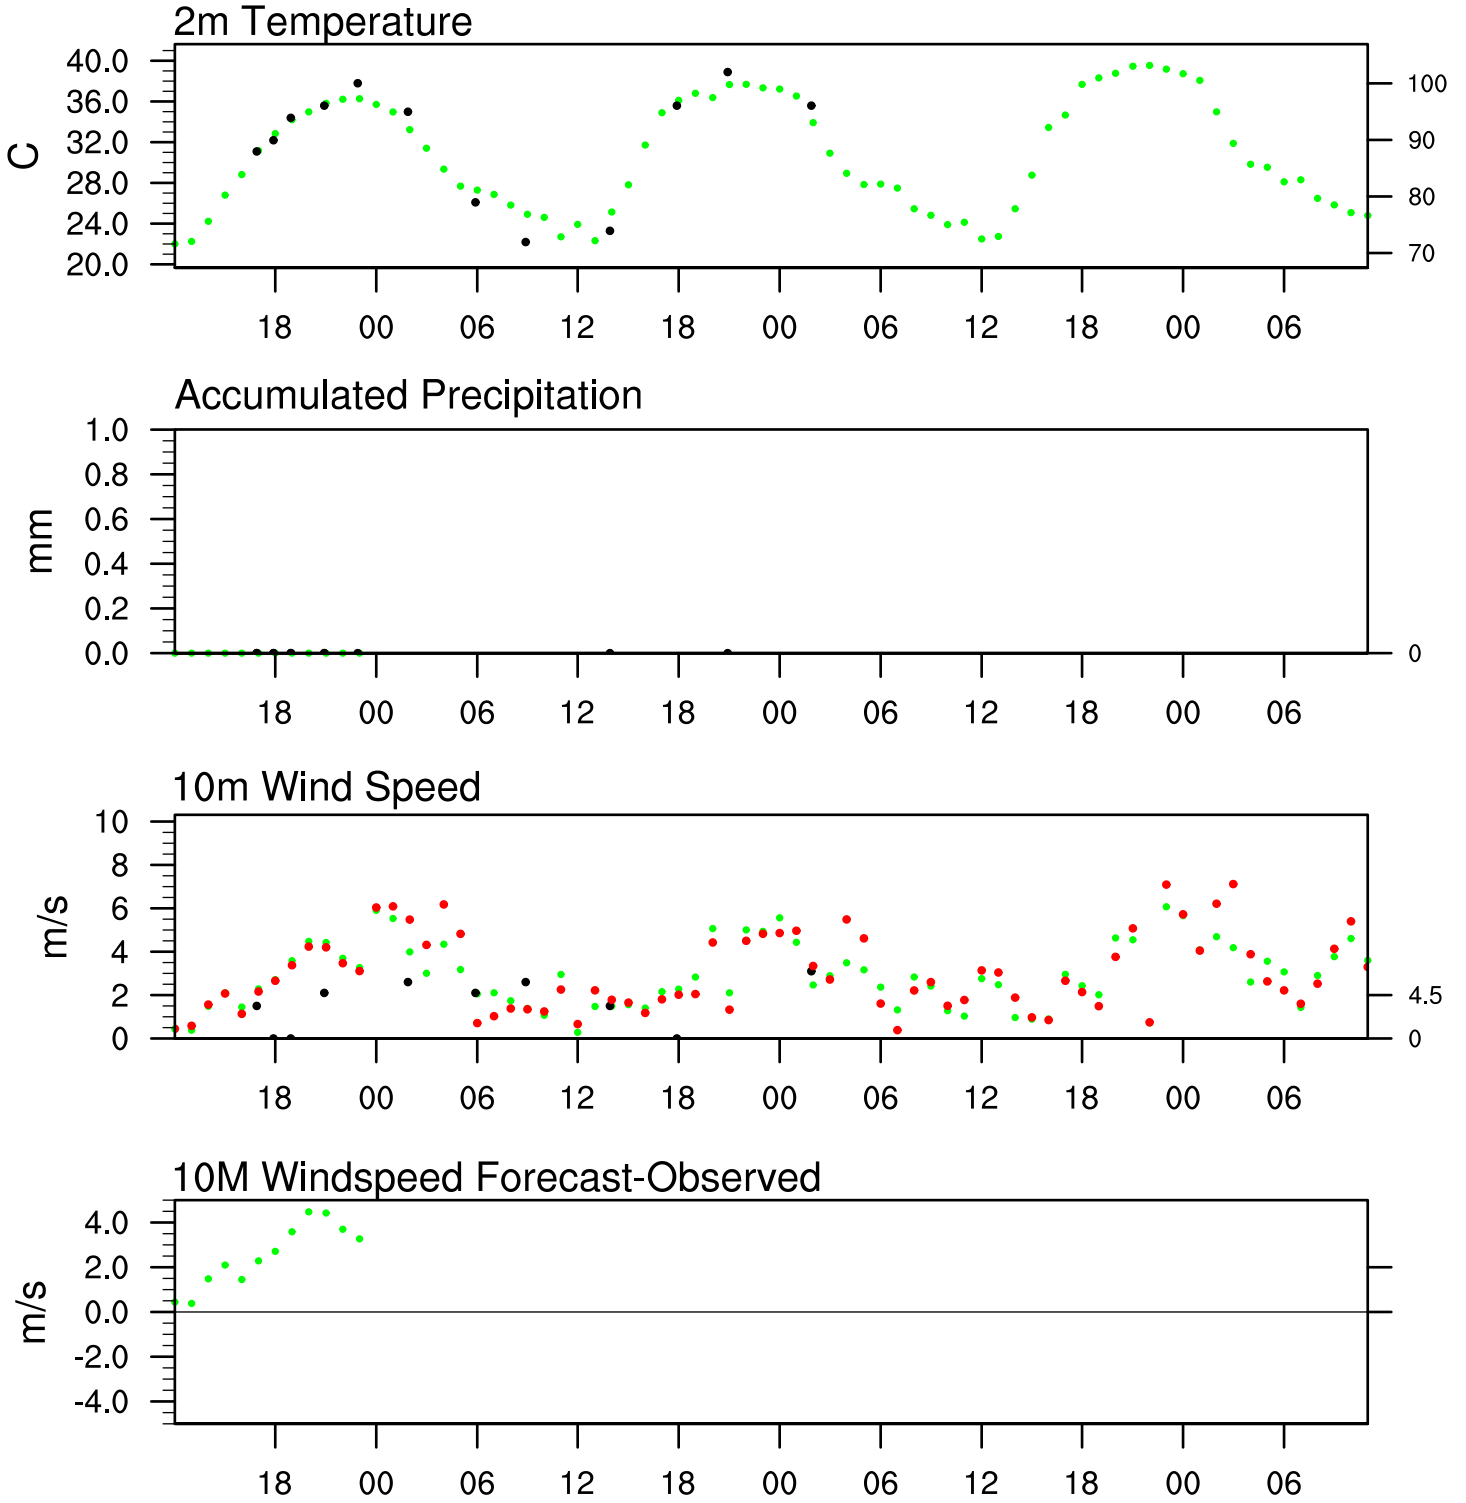 2m Temperature
40.0
36.0
32.0
28.0
24.0
20.0
C
100
90
80
70
18 00 06 12 18 00 06 12 18 00 06
Accumulated Precipitation
1.0
0.8
0.6
0.4
0.2
0.0
mm
0
18 00 06 12 18 00 06 12 18 00 06
10m Wind Speed
10
8
6
4
2
0
m/s
4.5
0
18 00 06 12 18 00 06 12 18 00 06
10M Windspeed Forecast-Observed
4.0
2.0
0.0
-2.0
-4.0
m/s
18 00 06 12 18 00 06 12 18 00 06